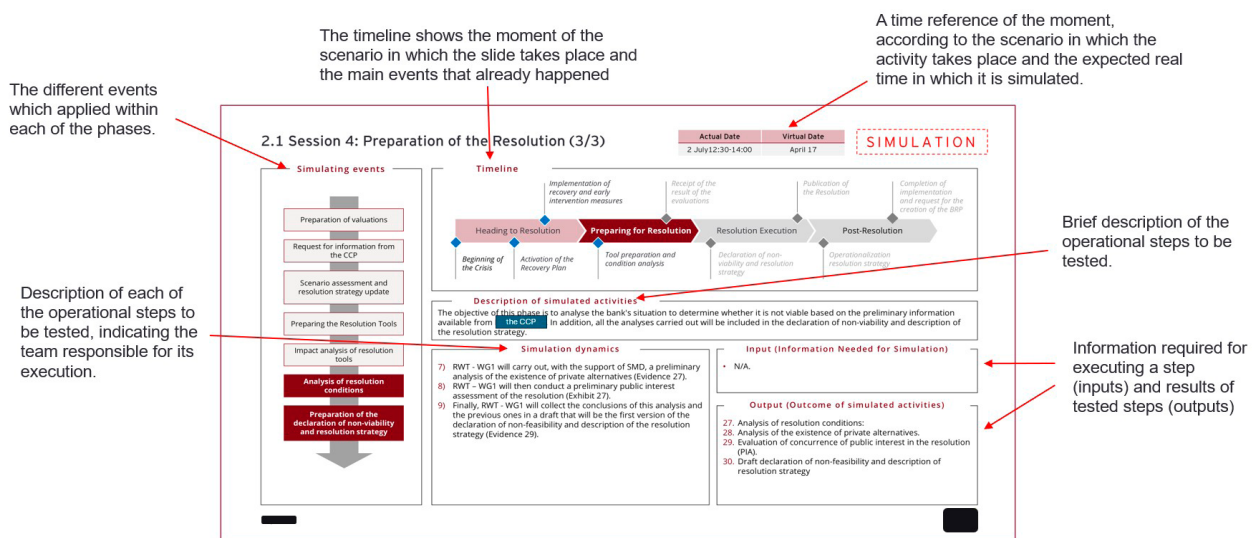 The timeline shows the moment of the
scenario in which the slide takes place and
the main events that already happened
A time reference of the moment,
according to the scenario in which the
activity takes place and the expected real
time in which it is simulated.
The different events
which applied within
each of the phases.
2.1 Session 4: Preparation of the Resolution (3/3)
Actual Date
Virtual Date
2 July12:30-14:00
April 17
SIMULATION
Simulating events
Preparation of valuations
Request for information from
the CCP
Scenario assessment and
resolution strategy update
Preparing the Resolution Tools
Impact analysis of resolution
tools
Analysis of resolution
conditions
Preparation of the
declaration of non-viability
and resolution strategy
Timeline
Implementation of
recovery and early
intervention measures
Receipt of the
result of the
evaluations
Publication of
the Resolution
Completion of
implementation
and request for the
creation of the BRP
Heading to Resolution
Preparing for Resolution
Resolution Execution
Post-Resolution
Beginning of
the Crisis
Activation of the
Recovery Plan
Tool preparation and
condition analysis
Declaration of non-
viability and resolution
strategy
Operationalization
resolution strategy
Brief description of the
operational steps to be
tested.
Description of simulated activities
The objective of this phase is to analyse the bank's situation to determine whether it is not viable based on the preliminary information
available from the CCP In addition, all the analyses carried out will be included in the declaration of non-viability and description of
the resolution strategy.
Description of each of
the operational steps to
be tested, indicating the
team responsible for its
execution.
Simulation dynamics
7) RWT - WG1 will carry out, with the support of SMD, a preliminary
analysis of the existence of private alternatives (Evidence 27).
8) RWT – WG1 will then conduct a preliminary public interest
assessment of the resolution (Exhibit 27).
9) Finally, RWT - WG1 will collect the conclusions of this analysis and
the previous ones in a draft that will be the first version of the
declaration of non-feasibility and description of the resolution
strategy (Evidence 29).
Input (Information Needed for Simulation)
• N/A.
Output (Outcome of simulated activities)
27. Analysis of resolution conditions:
28. Analysis of the existence of private alternatives.
29. Evaluation of concurrence of public interest in the resolution
(PIA).
30. Draft declaration of non-feasibility and description of
resolution strategy
Information required for
executing a step
(inputs) and results of
tested steps (outputs)